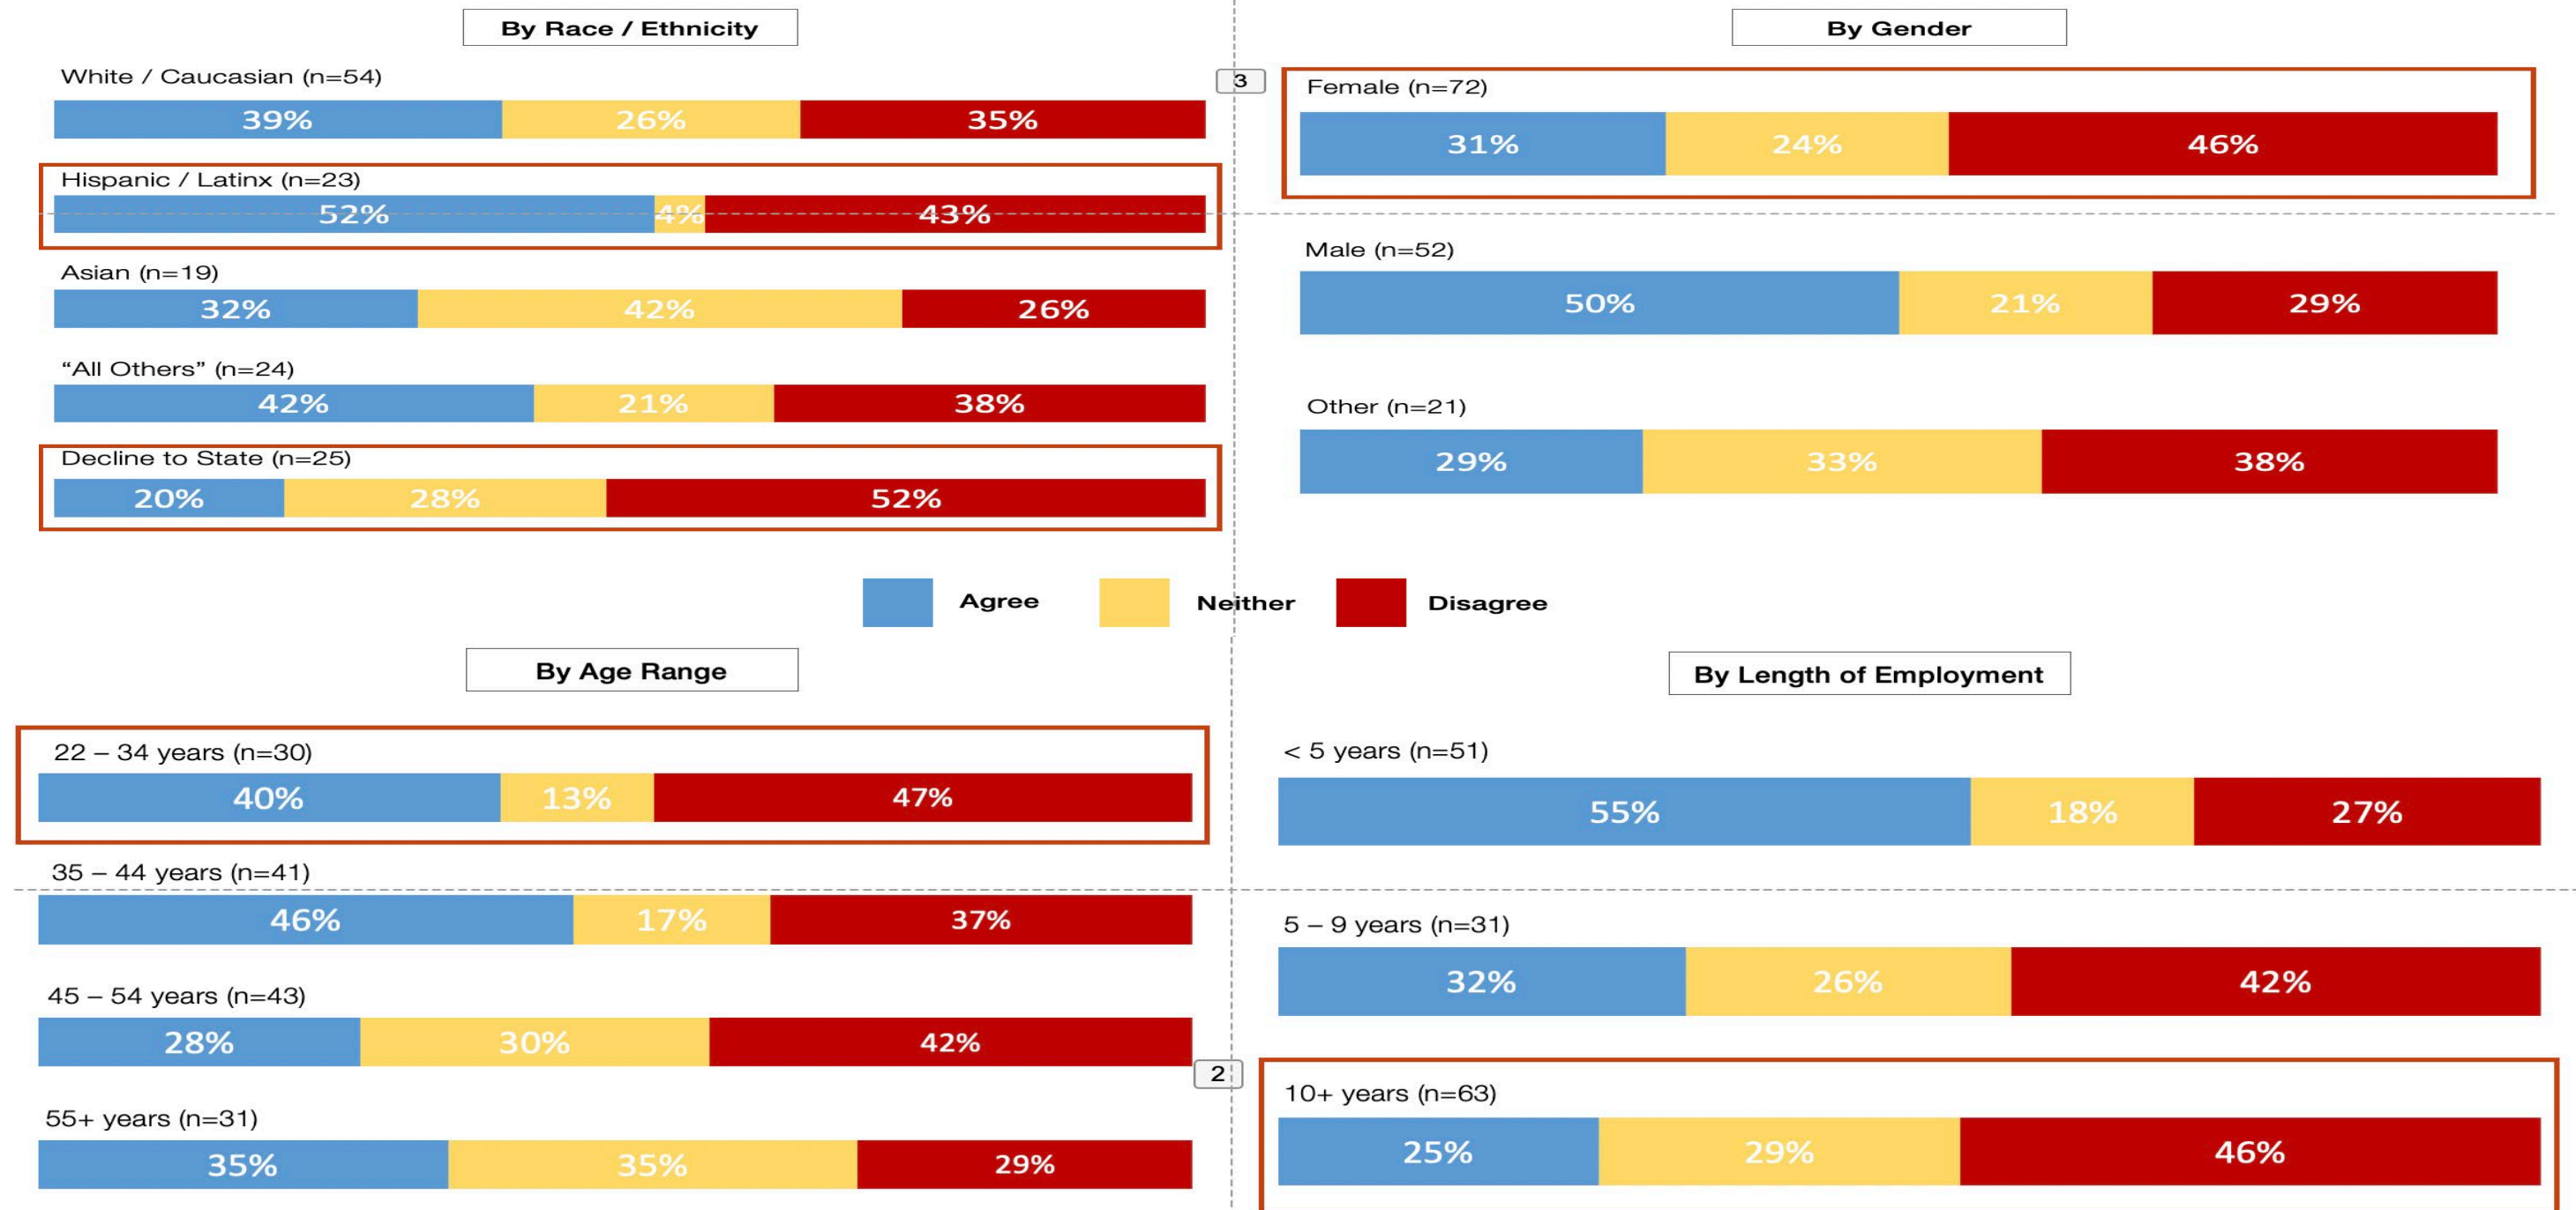 By Race / Ethnicity
White / Caucasian (n=54)
39% 26% 35%
Hispanic / Latinx (n=23)
52% 4% 43%
Asian (n=19)
32% 42% 26%
“All Others” (n=24)
42% 21% 38%
Decline to State (n=25)
20% 28% 52%
By Gender
3
Female (n=72)
31% 24% 46%
Male (n=52)
50% 21% 29%
Other (n=21)
29% 33% 38%
Agree Neither Disagree
By Age Range
22 – 34 years (n=30)
40% 13% 47%
35 – 44 years (n=41)
46% 17% 37%
45 – 54 years (n=43)
28% 30% 42%
55+ years (n=31)
35% 35% 29%
By Length of Employment
< 5 years (n=51)
55% 18% 27%
5 – 9 years (n=31)
32% 26% 42%
2
10+ years (n=63)
25% 29% 46%